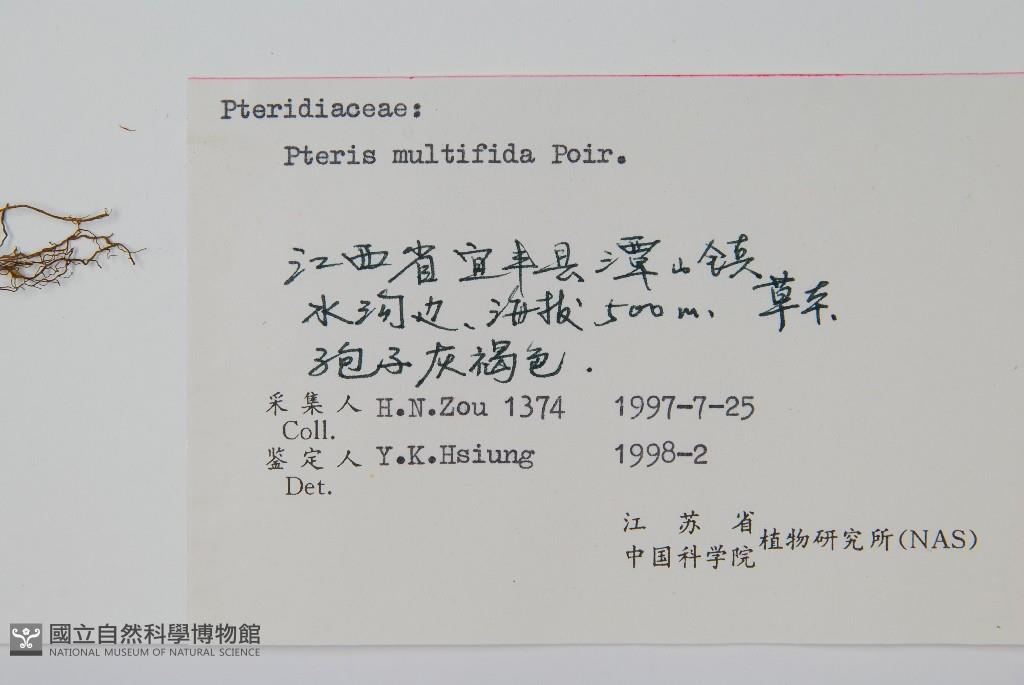 Pteridiaceae:
Pteris multifida Poir.
江西省宜丰县潭山镇
水沟边、海拔500m. 草本.
孢子灰褐色.
采集人 H.N.Zou 1374 1997-7-25
Coll.
鉴定人 Y.K.Hsiung 1998-2
Det.
江苏省
中国科学院 植物研究所(NAS)
國立自然科學博物館
NATIONAL MUSEUM OF NATURAL SCIENCE